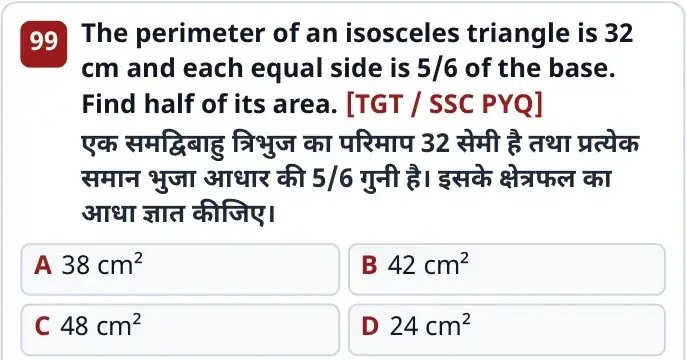 99 The perimeter of an isosceles triangle is 32
cm and each equal side is 5/6 of the base.
Find half of its area. [TGT / SSC PYQ]
एक समद्विबाहु त्रिभुज का परिमाप 32 सेमी है तथा प्रत्येक
समान भुजा आधार की 5/6 गुनी है। इसके क्षेत्रफल का
आधा ज्ञात कीजिए।
A 38 cm²
B 42 cm²
C 48 cm²
D 24 cm²